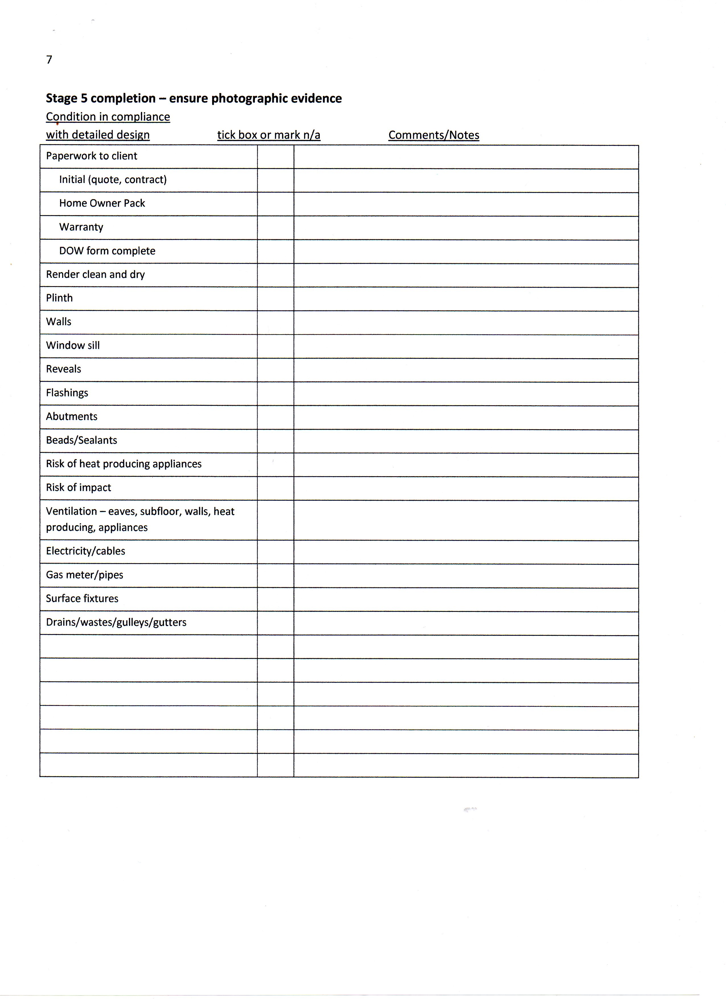 7
Stage 5 completion – ensure photographic evidence
Condition in compliance
with detailed design tick box or mark n/a Comments/Notes
Paperwork to client
Initial (quote, contract)
Home Owner Pack
Warranty
DOW form complete
Render clean and dry
Plinth
Walls
Window sill
Reveals
Flashings
Abutments
Beads/Sealants
Risk of heat producing appliances
Risk of impact
Ventilation – eaves, subfloor, walls, heat
producing, appliances
Electricity/cables
Gas meter/pipes
Surface fixtures
Drains/wastes/gulleys/gutters